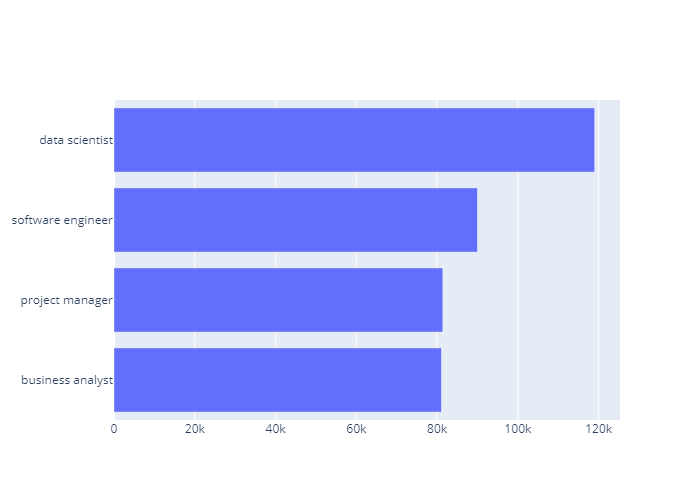 data scientist
software engineer
project manager
business analyst
0 20k 40k 60k 80k 100k 120k